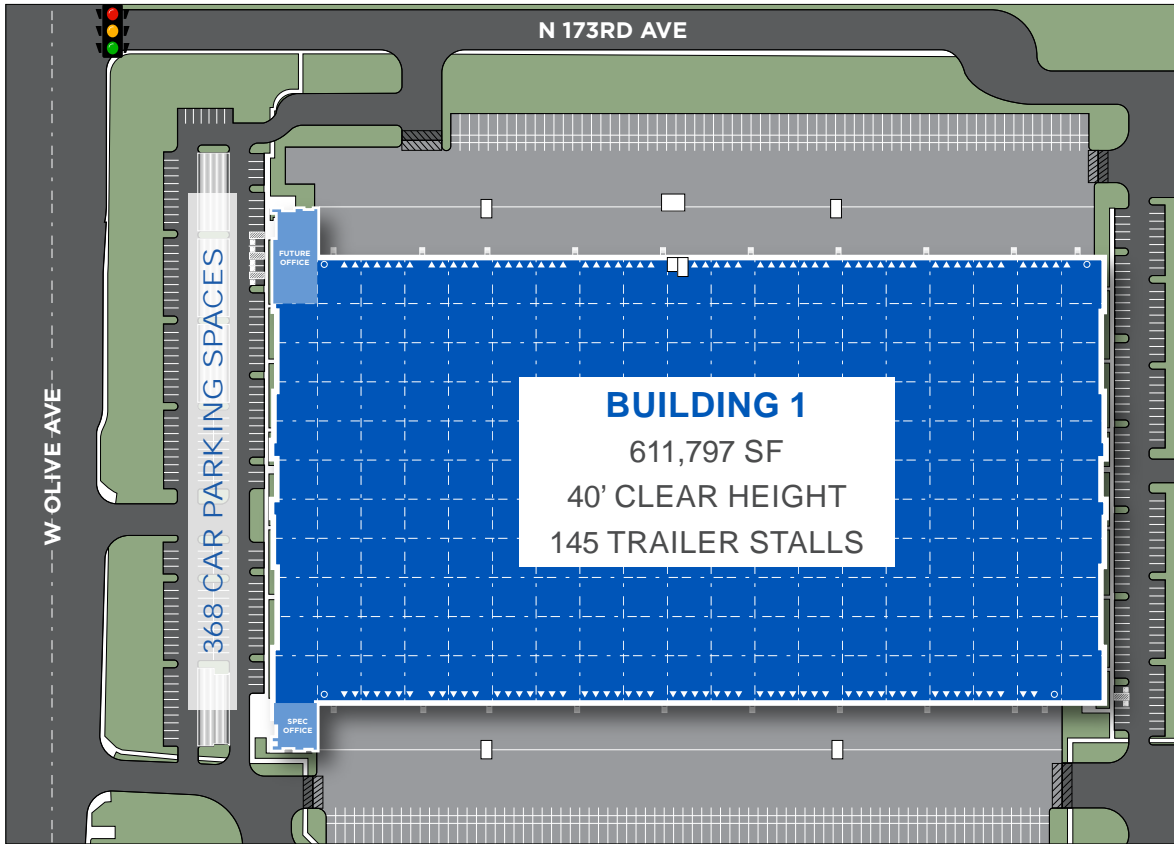 N 173RD AVE
FUTURE
OFFICE
W OLIVE AVE
368 CAR PARKING SPACES
BUILDING 1
611,797 SF
40’ CLEAR HEIGHT
145 TRAILER STALLS
SPEC
OFFICE